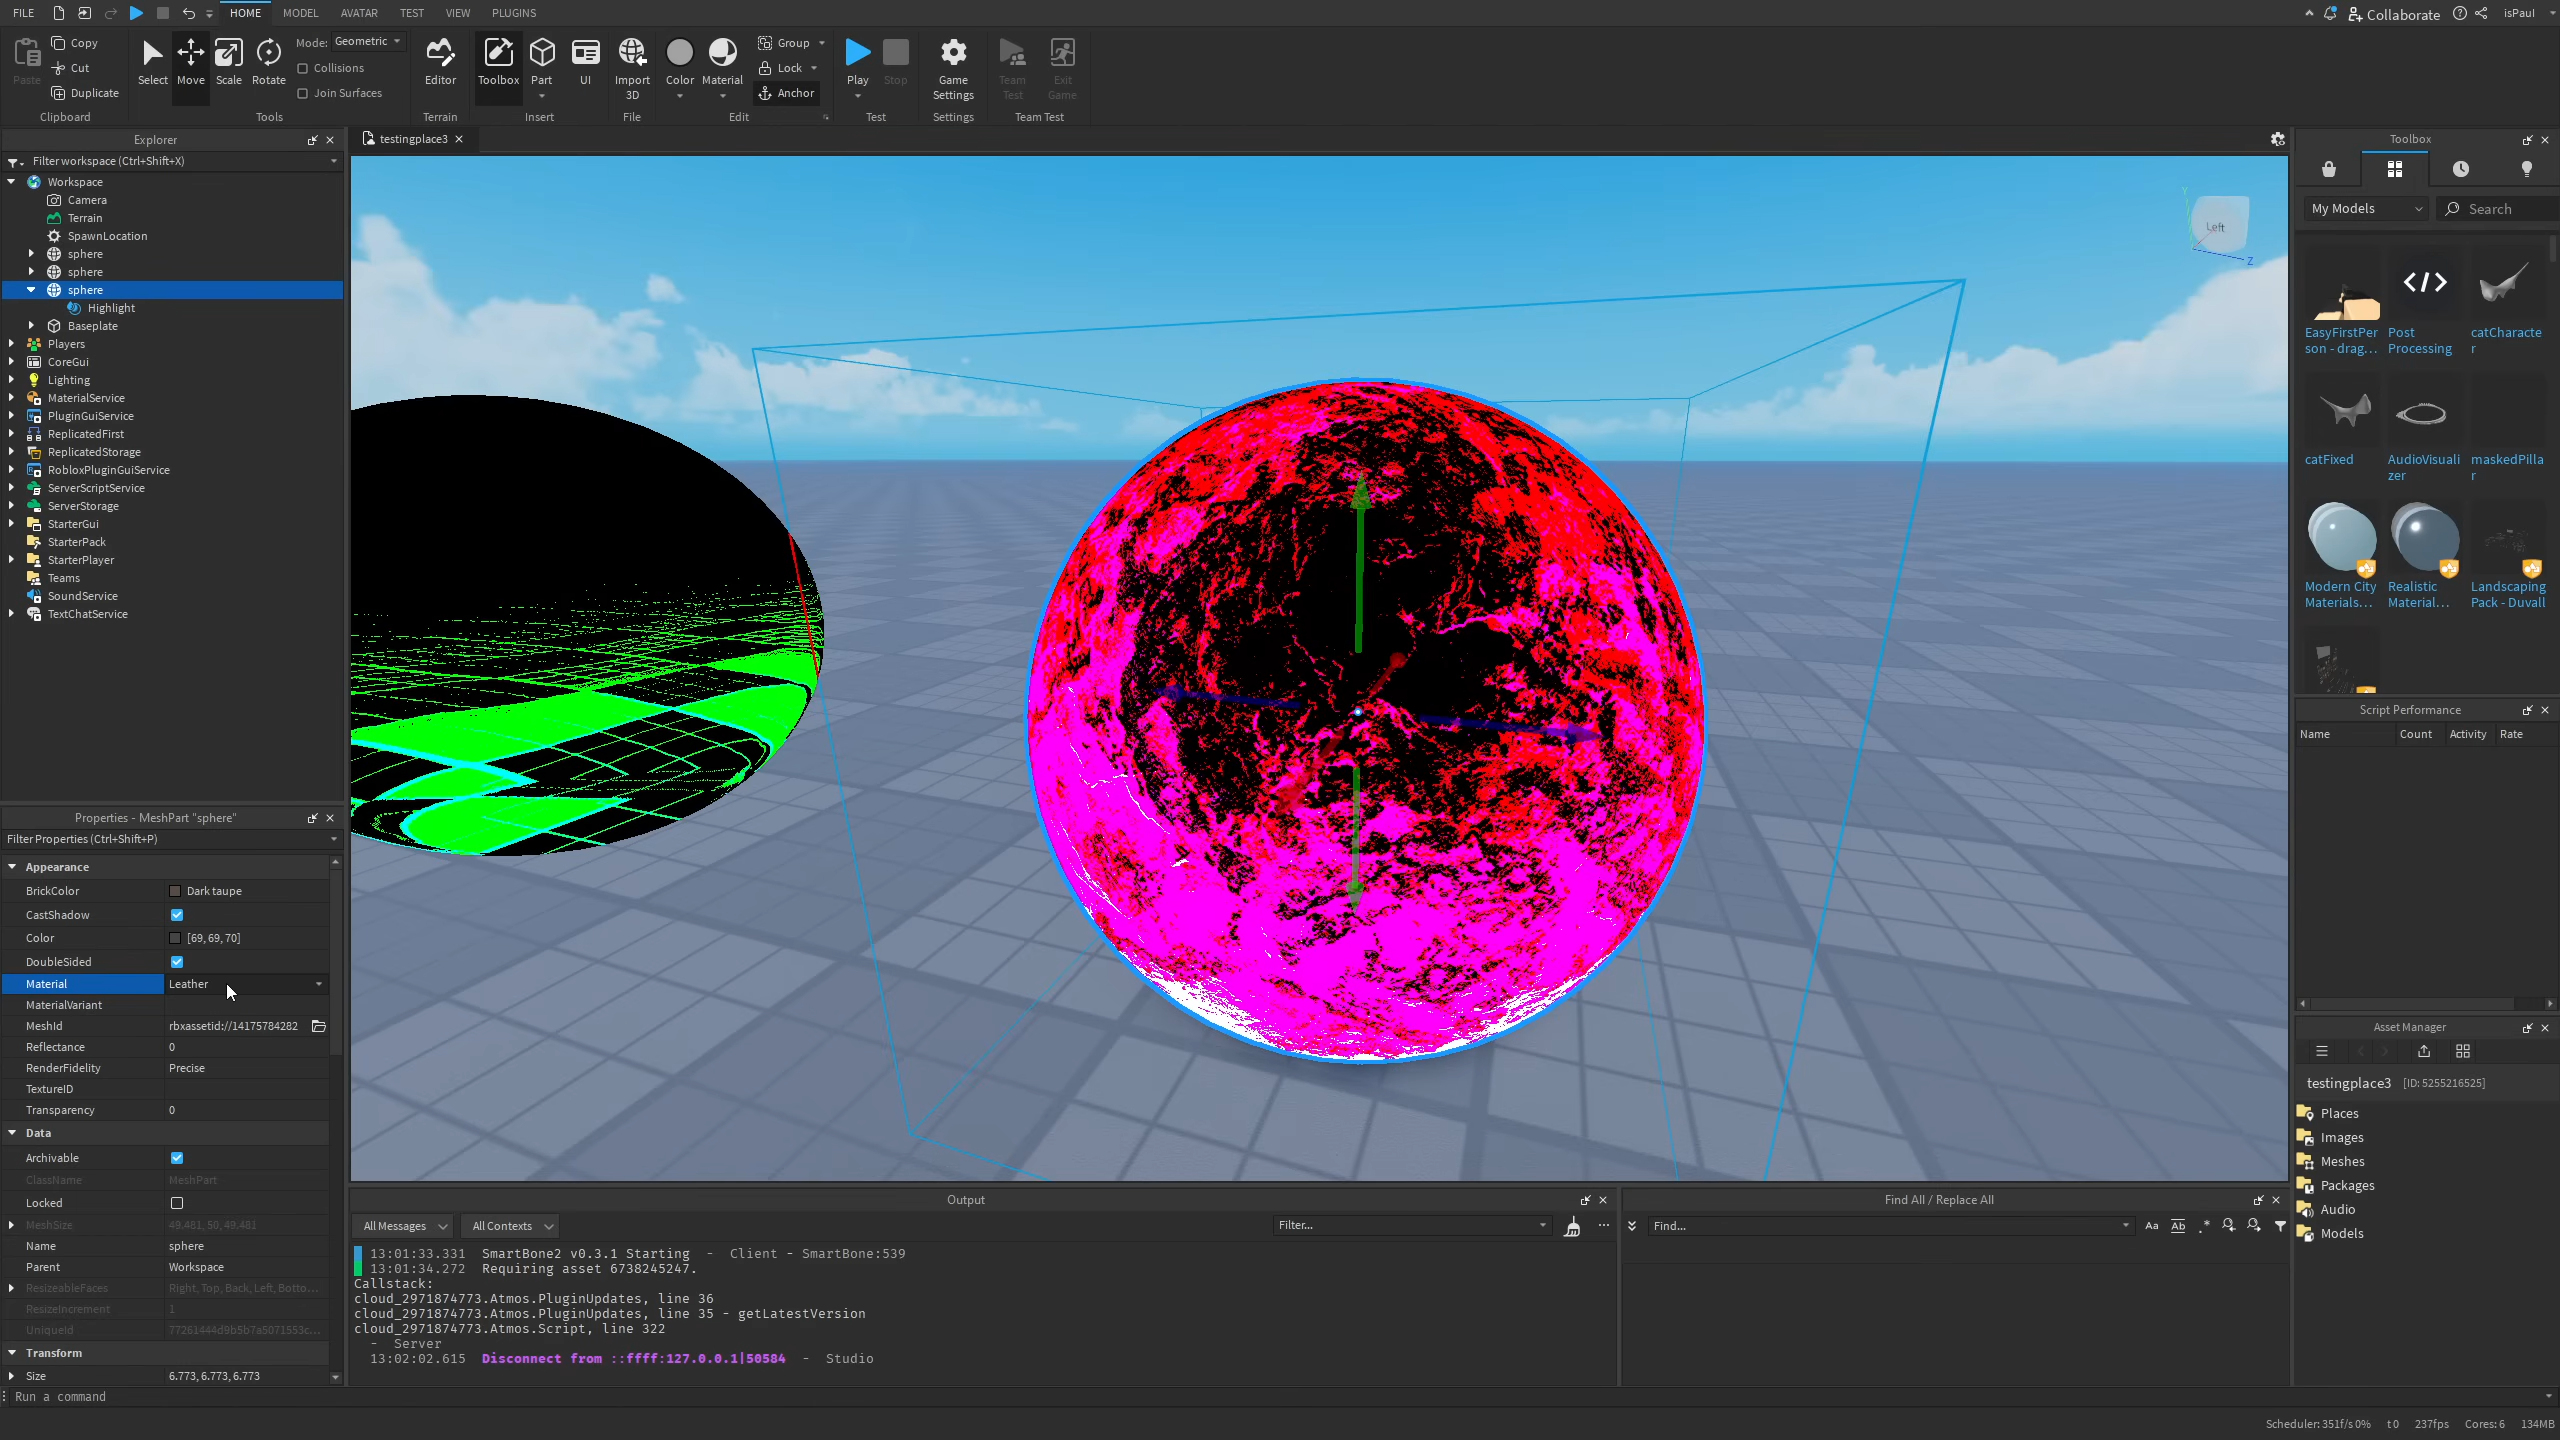 FILE
HOME
MODEL
AVATAR
TEST
VIEW
PLUGINS
Collaborate
isPaul
Paste
Copy
Cut
Duplicate
Clipboard
Select
Move
Scale
Rotate
Mode: Geometric
Collisions
Join Surfaces
Tools
Editor
Terrain
Toolbox
Part
UI
Insert
Import
3D
File
Color
Material
Group
Lock
Anchor
Edit
Play
Stop
Test
Game
Settings
Settings
Team
Test
Exit
Game
Team Test
Explorer
Filter workspace (Ctrl+Shift+X)
Workspace
Camera
Terrain
SpawnLocation
sphere
sphere
sphere
Highlight
Baseplate
Players
CoreGui
Lighting
MaterialService
PluginGuiService
ReplicatedFirst
ReplicatedStorage
RobloxPluginGuiService
ServerScriptService
ServerStorage
StarterGui
StarterPack
StarterPlayer
Teams
SoundService
TextChatService
Properties - MeshPart "sphere"
Filter Properties (Ctrl+Shift+P)
Appearance
BrickColor Dark taupe
CastShadow
Color [69, 69, 70]
DoubleSided
Material Leather
MaterialVariant
MeshId rbxassetid://14175784282
Reflectance 0
RenderFidelity Precise
TextureID
Transparency 0
Data
Archivable
ClassName MeshPart
Locked
MeshSize 49.481, 50, 49.481
Name sphere
Parent Workspace
ResizeableFaces Right, Top, Back, Left, Botto...
ResizeIncrement 1
UniqueId 77261444d9b5b7a5071553c...
Transform
Size 6.773, 6.773, 6.773
Run a command
testingplace3
Y
Left
Z
Output
All Messages
All Contexts
Filter...
13:01:33.331 SmartBone2 v0.3.1 Starting - Client - SmartBone:539
13:01:34.272 Requiring asset 6738245247.
Callstack:
cloud_2971874773.Atmos.PluginUpdates, line 36
cloud_2971874773.Atmos.PluginUpdates, line 35 - getLatestVersion
cloud_2971874773.Atmos.Script, line 322
- Server
13:02:02.615 Disconnect from ::ffff:127.0.0.1|50584 - Studio
Find All / Replace All
Find...
Aa
Ab
.*
Toolbox
My Models
Search
EasyFirstPer
son - drag...
Post
Processing
catCharacte
r
catFixed
AudioVisuali
zer
maskedPilla
r
Modern City
Materials...
Realistic
Material...
Landscaping
Pack - Duvall
Script Performance
Name
Count
Activity
Rate
Asset Manager
testingplace3 [ID: 5255216525]
Places
Images
Meshes
Packages
Audio
Models
Scheduler: 351f/s 0%
t 0
237fps
Cores: 6
134MB